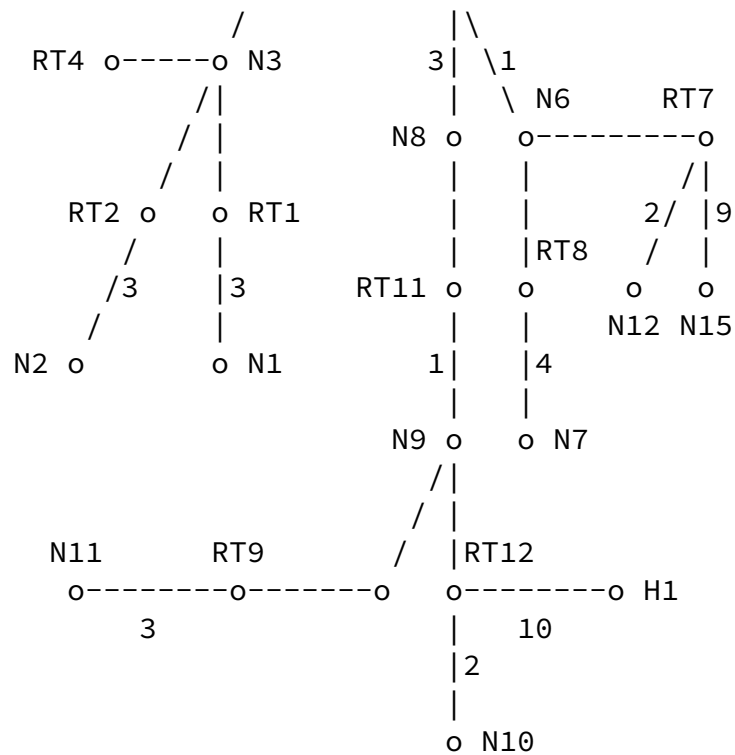 /              |\
  RT4 o-----o N3              3| \1
           /|                  |  \ N6     RT7
          / |               N8 o   o---------o
         /  |                  |   |        /|
    RT2 o   o RT1              |   |      2/ |9
       /    |                  |   |RT8   /  |
      /3    |3            RT11 o   o     o   o
     /      |                  |   |    N12 N15
 N2 o       o N1              1|   |4
                               |   |
                            N9 o   o N7
                              /|
                             / |
  N11     RT9               /  |RT12
   o--------o-------o          o--------o H1
       3                       |   10
                               |2
                               |
                               o N10